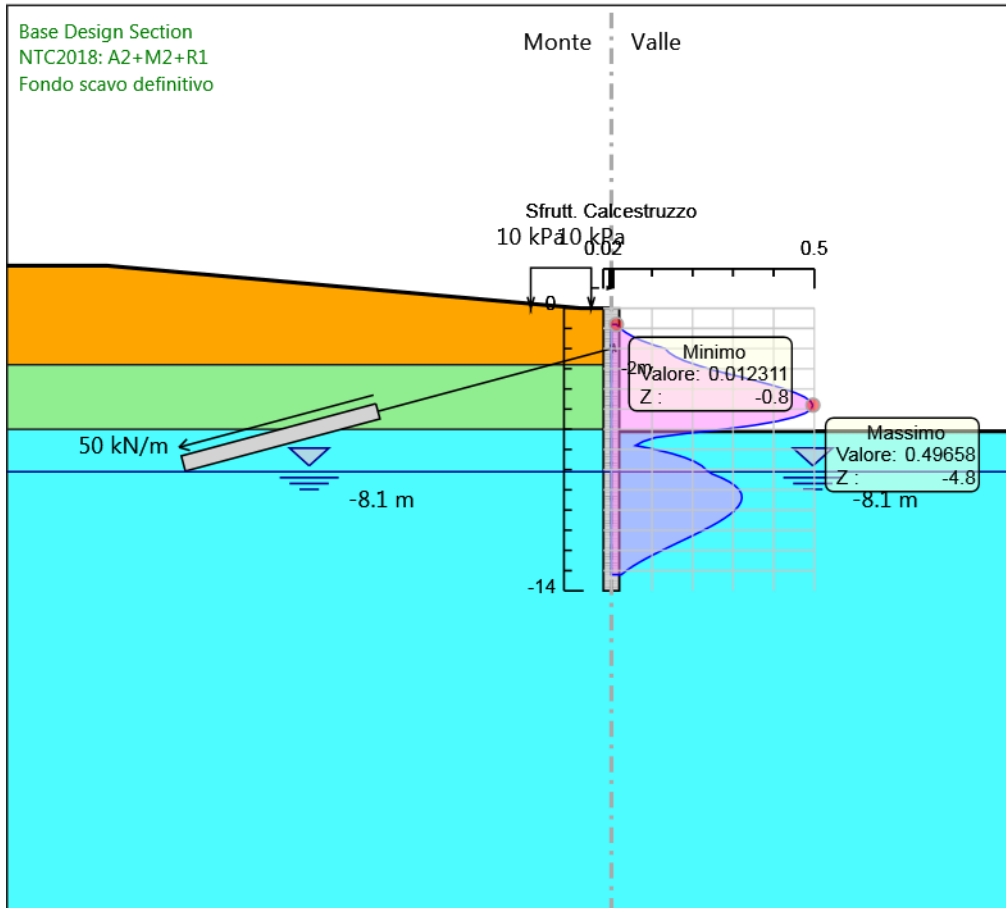 Base Design Section
NTC2018: A2+M2+R1
Fondo scavo definitivo
Monte
Valle
Sfrutt. Calcestruzzo
10 kPa
10 kPa
0.02
0.5
0
Minimo
-2m
Valore: 0.012311
Z : -0.8
Massimo
Valore: 0.49658
Z : -4.8
50 kN/m
-8.1 m
-8.1 m
-14